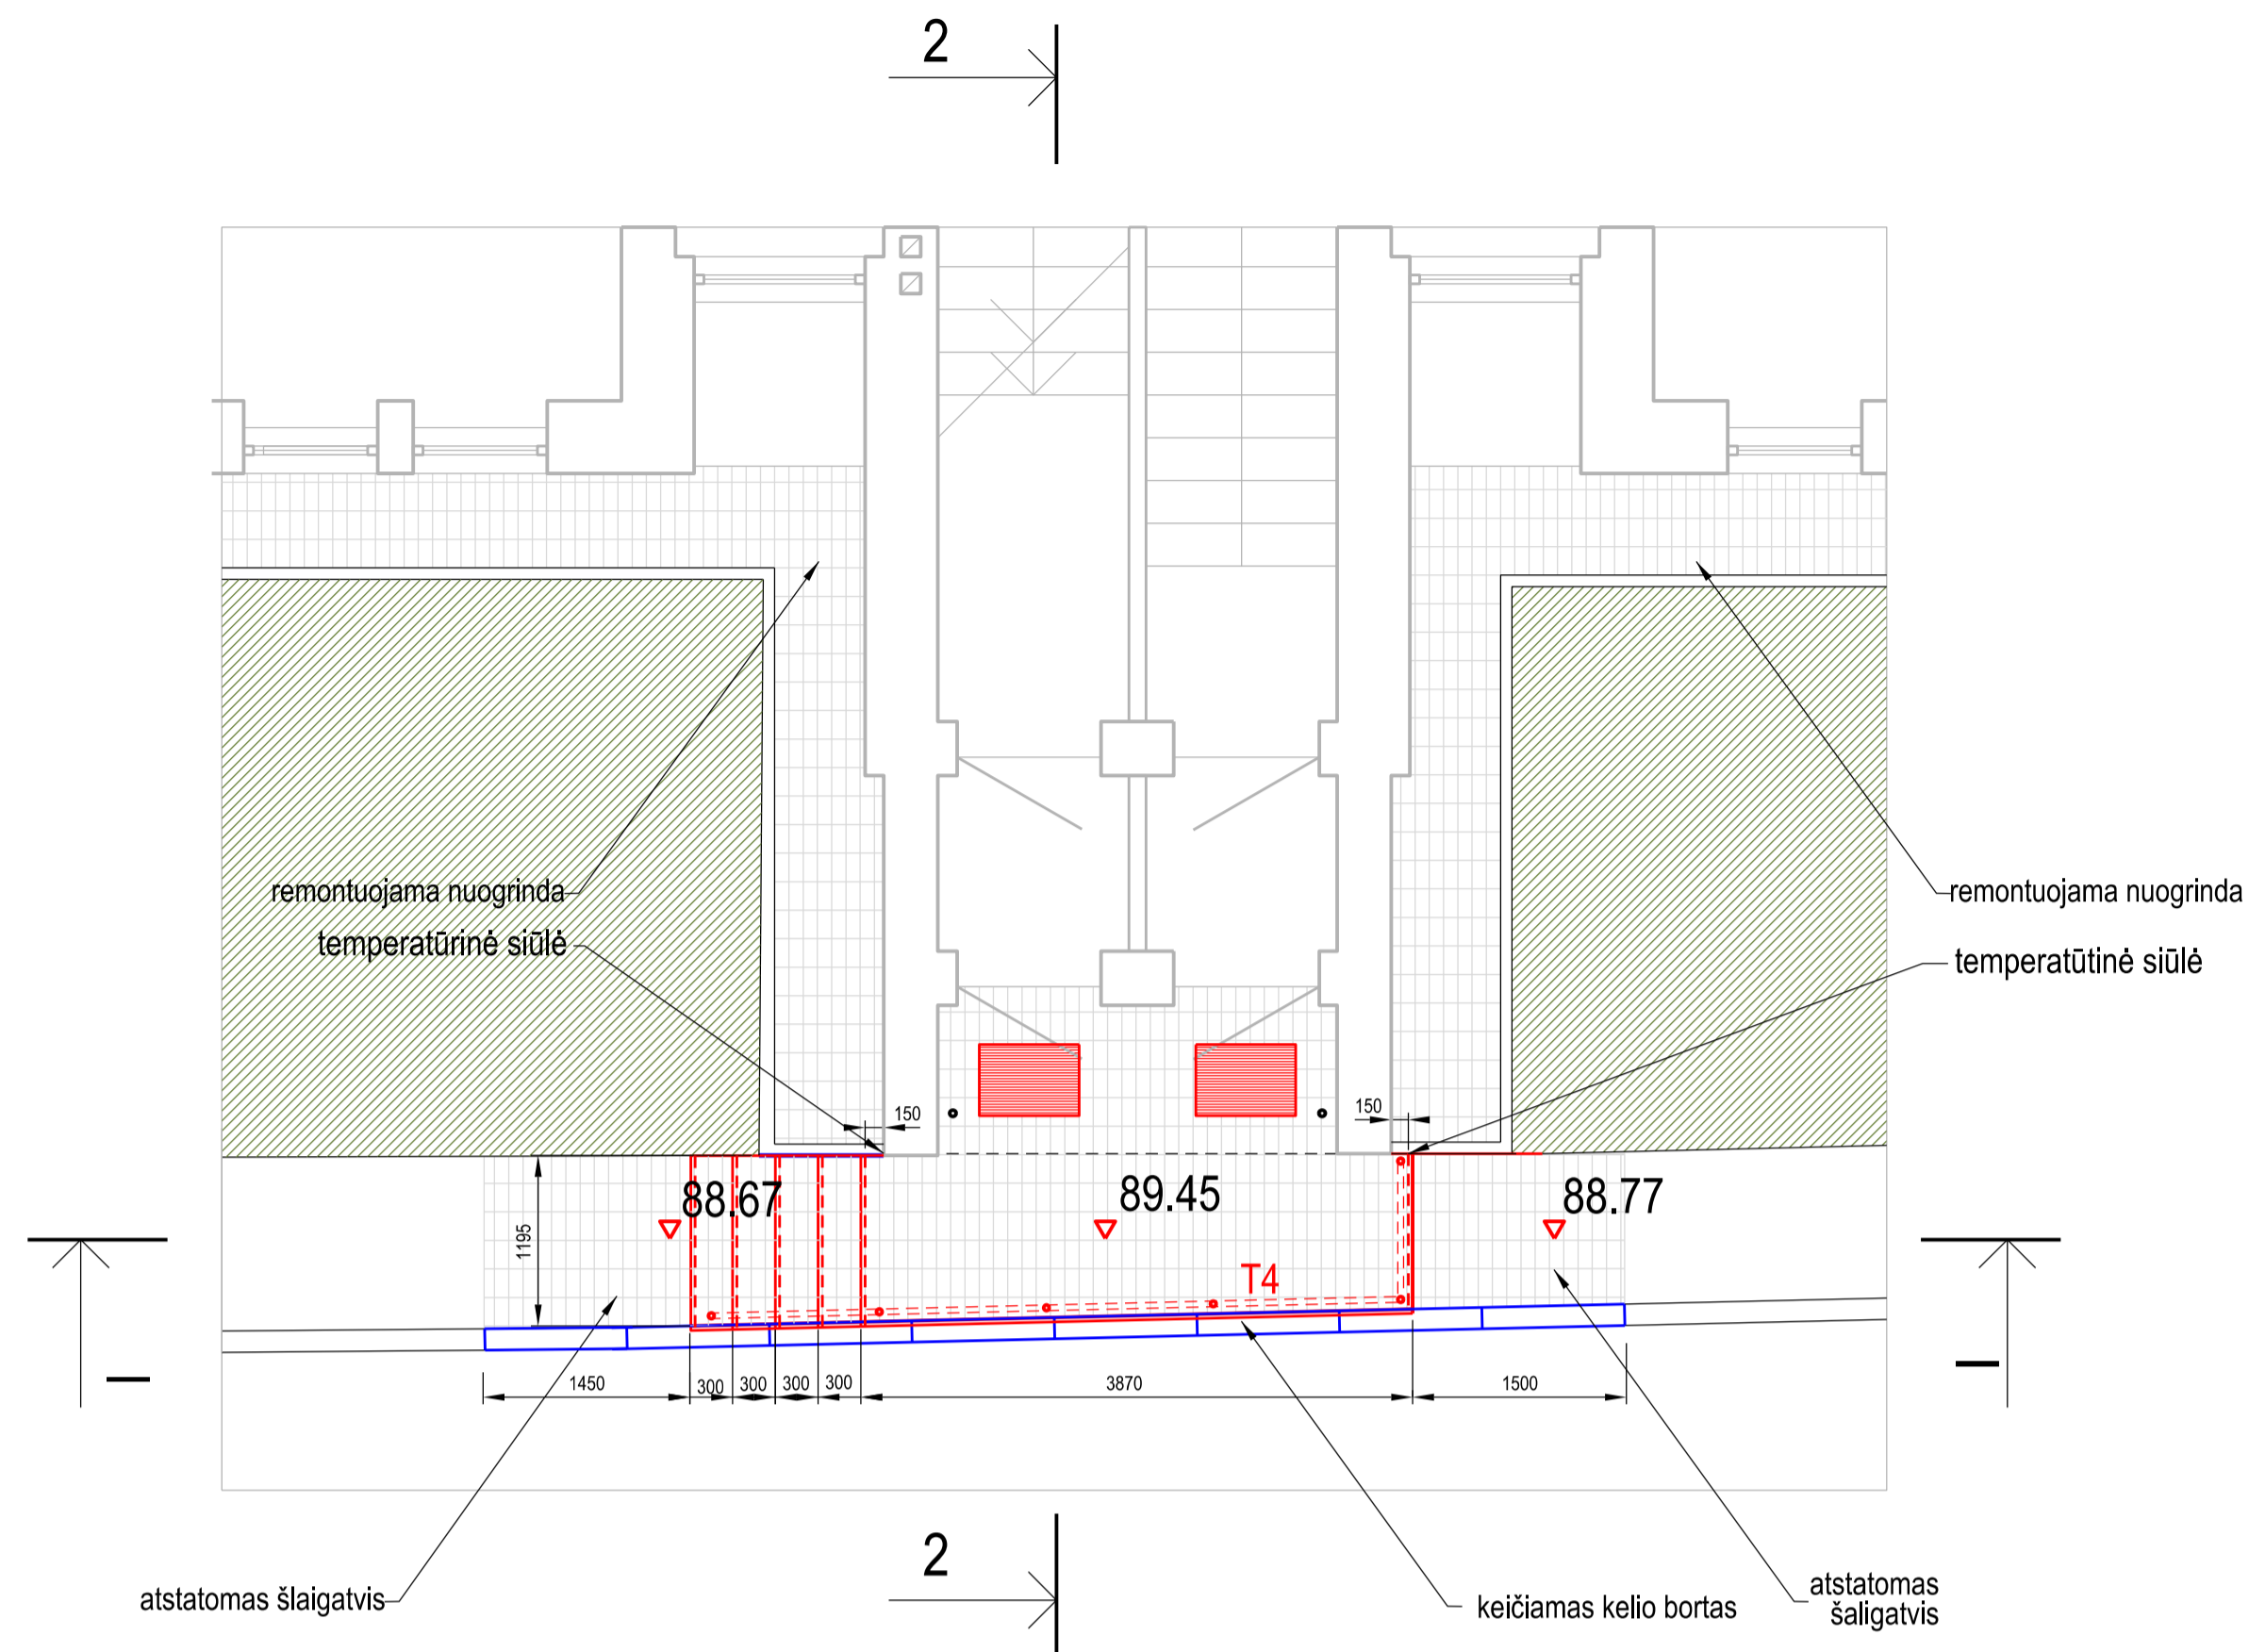 2
remontuojama nuogrinda
temperatūrinė siūlė
remontuojama nuogrinda
temperatūtinė siūlė
150
150
88.67
89.45
88.77
1195
T4
1450
300
300
300
300
3870
1500
I
I
2
atstatomas šlaigatvis
keičiamas kelio bortas
atstatomas
šaligatvis